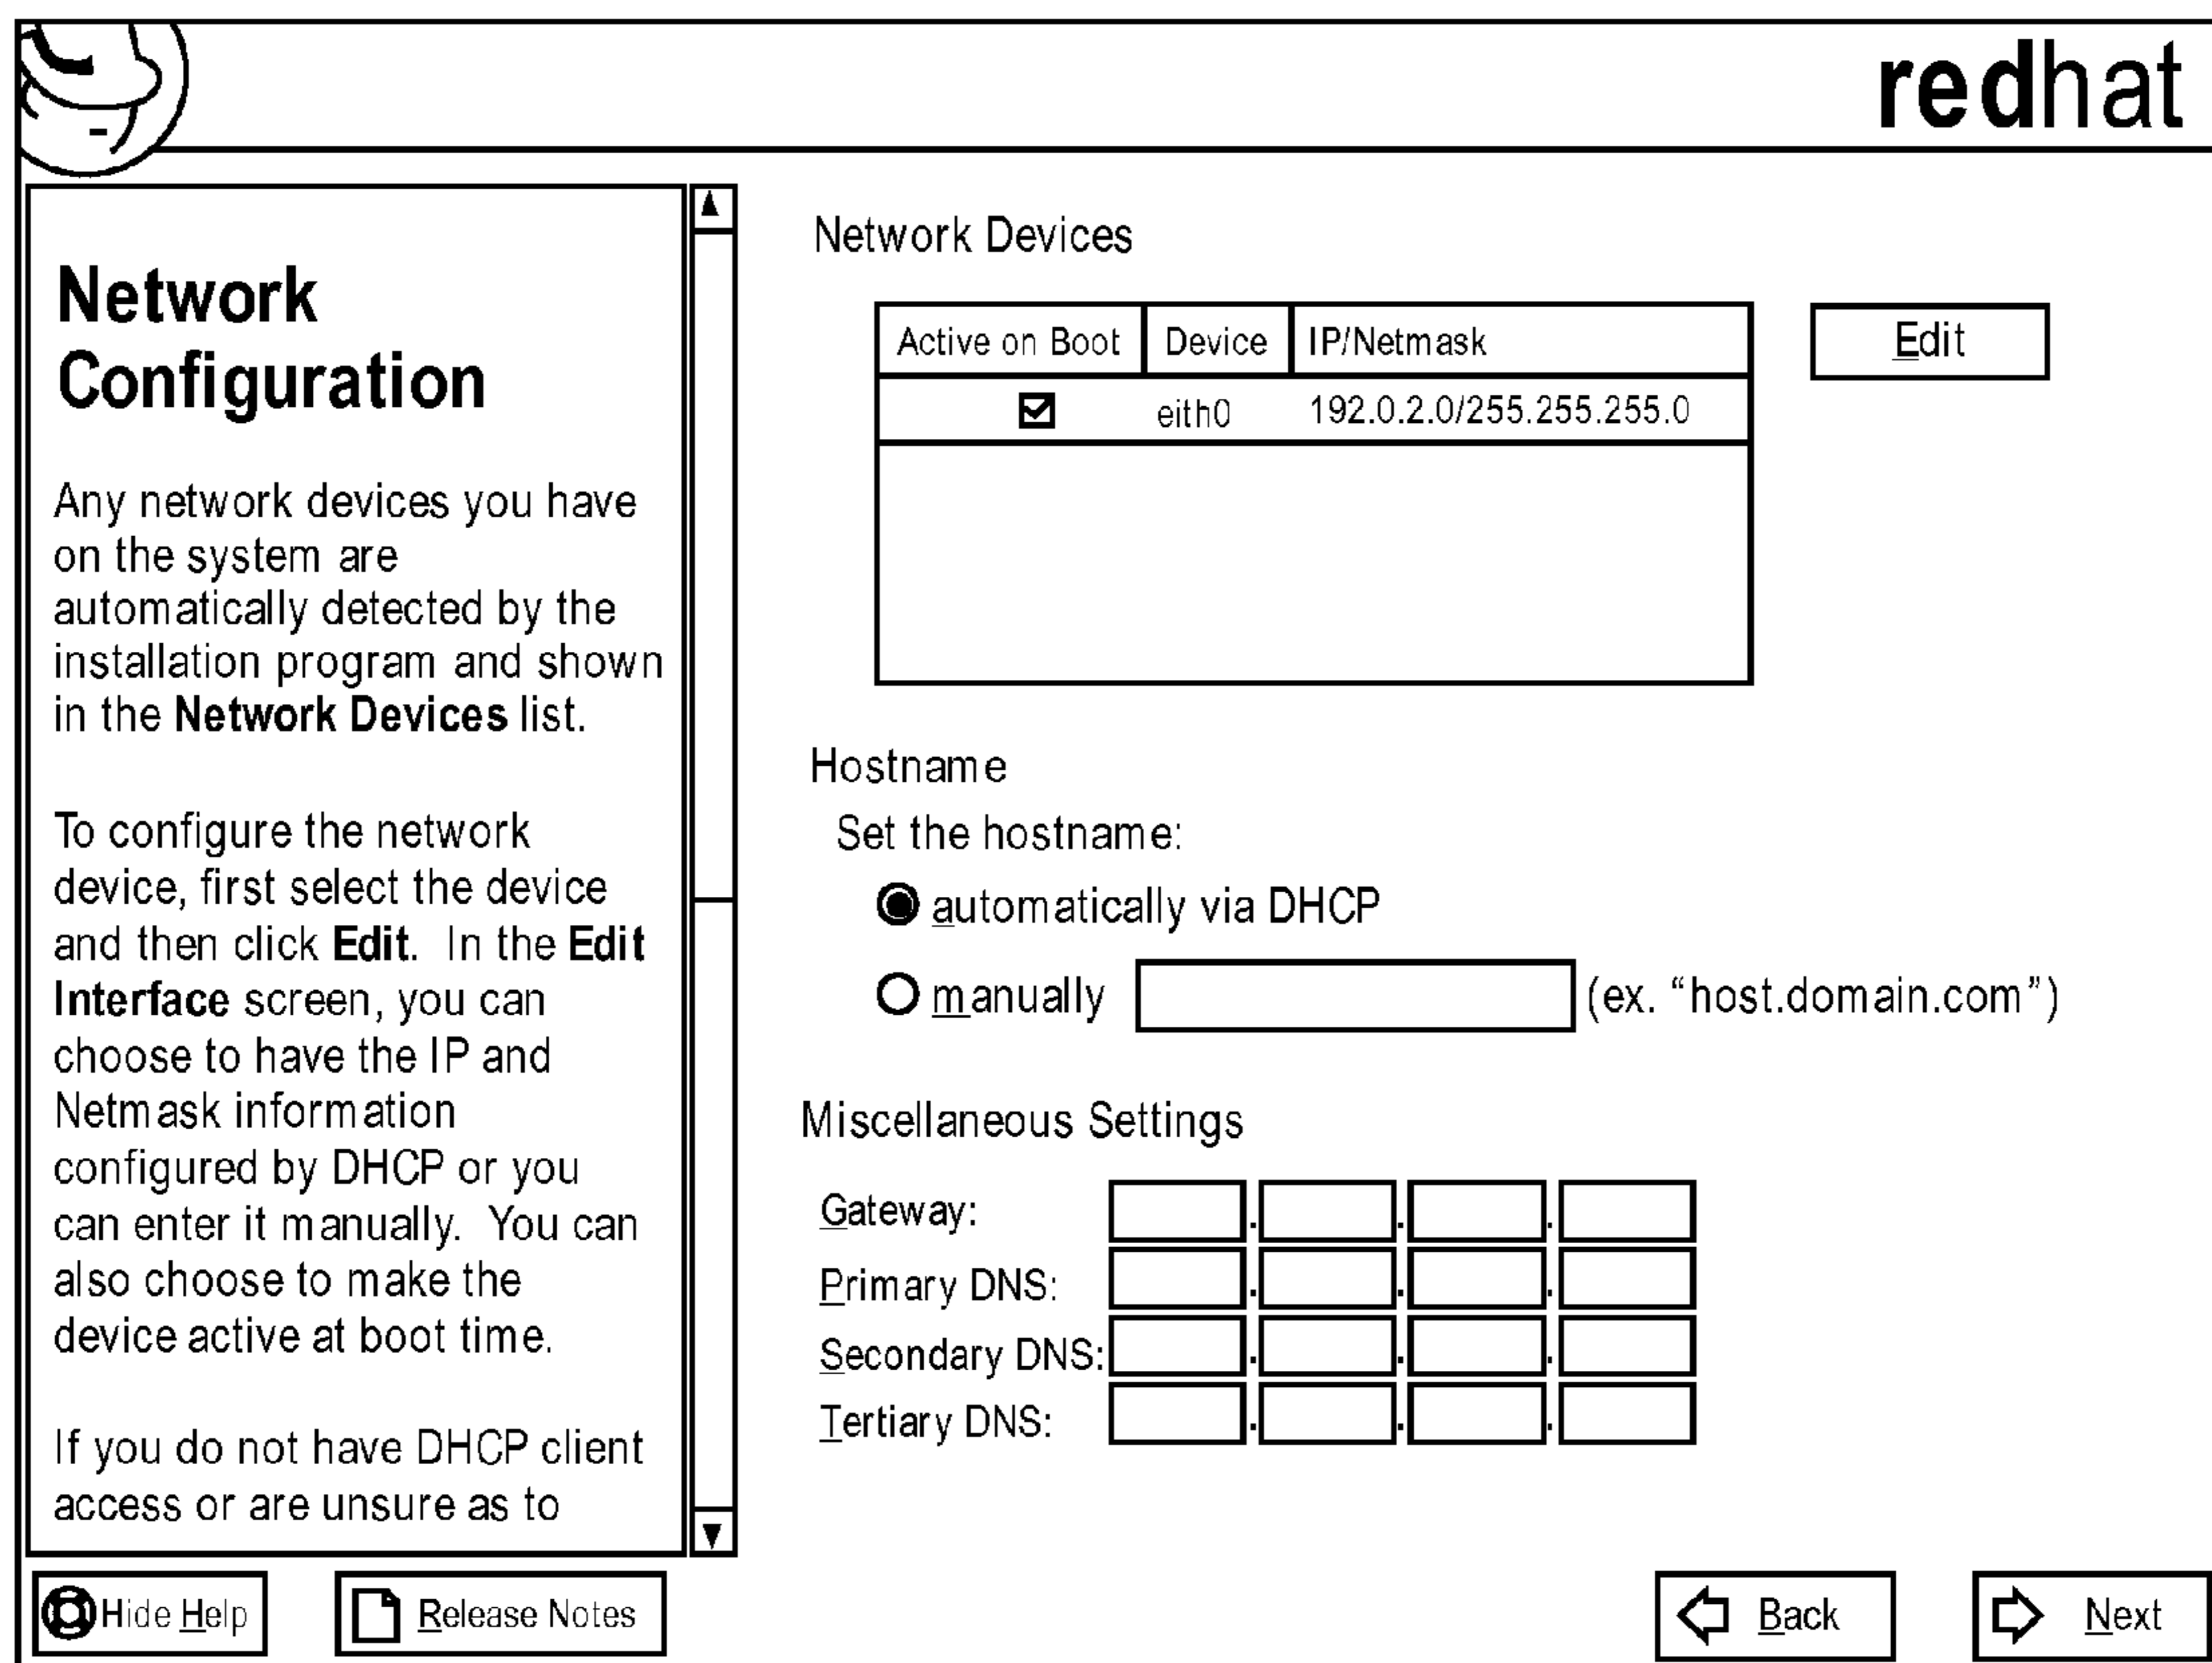 redhat
Network
Configuration
Any network devices you have
on the system are
automatically detected by the
installation program and shown
in the Network Devices list.
To configure the network
device, first select the device
and then click Edit. In the Edit
Interface screen, you can
choose to have the IP and
Netmask information
configured by DHCP or you
can enter it manually. You can
also choose to make the
device active at boot time.
If you do not have DHCP client
access or are unsure as to
Network Devices
Active on Boot Device IP/Netmask
eith0 192.0.2.0/255.255.255.0
Edit
Hostname
Set the hostname:
automatically via DHCP
manually (ex. “host.domain.com”)
Miscellaneous Settings
Gateway: . . .
Primary DNS: . . .
Secondary DNS: . . .
Tertiary DNS: . . .
Hide Help Release Notes Back Next